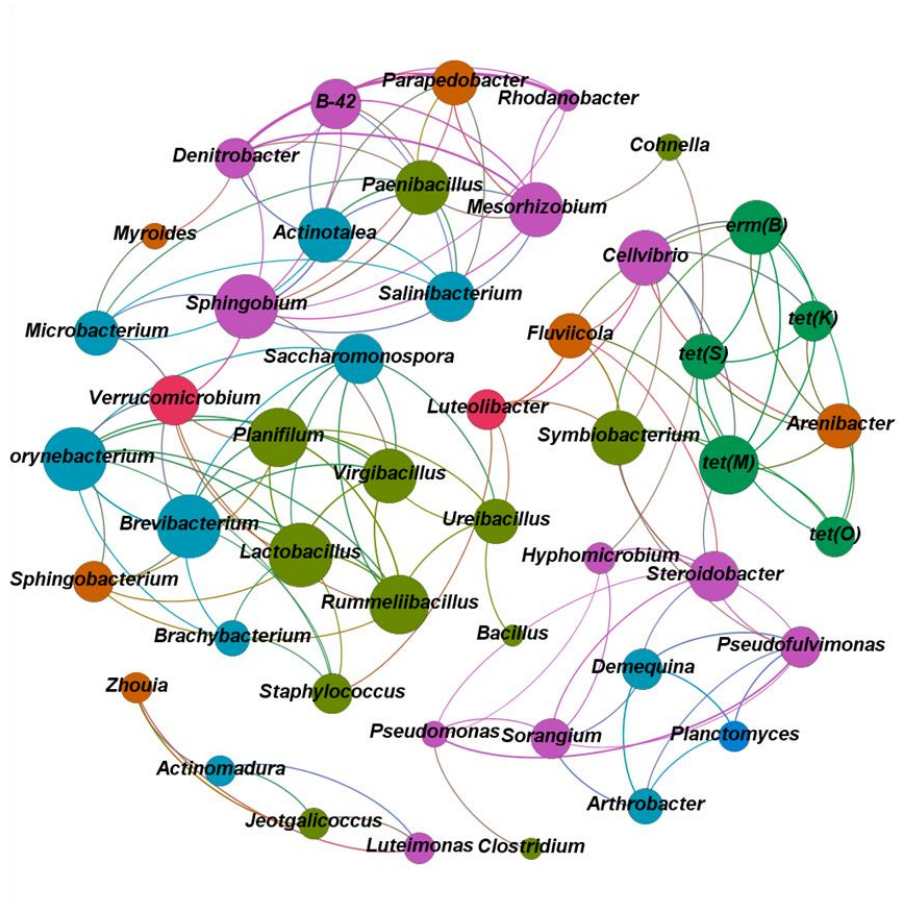 Parapedobacter
B-42
Rhodanobacter
Denitrobacter
Cohnella
Paenibacillus
Mesorhizobium
Myroides
Actinotalea
erm(B)
Cellvibrio
Sphingobium
Salinibacterium
Microbacterium
tet(K)
Fluviicola
tet(S)
Saccharomonospora
Verrucomicrobium
Luteolibacter
Arenibacter
Planifilum
Symbiobacterium
orynebacterium
Virgibacillus
tet(M)
Brevibacterium
Ureibacillus
tet(O)
Lactobacillus
Hyphomicrobium
Steroidobacter
Sphingobacterium
Rummeliibacillus
Brachybacterium
Bacillus
Pseudofulvimonas
Demequina
Zhouia
Staphylococcus
Pseudomonas
Sorangium
Planctomyces
Actinomadura
Arthrobacter
Jeotgalicoccus
Luteimonas
Clostridium